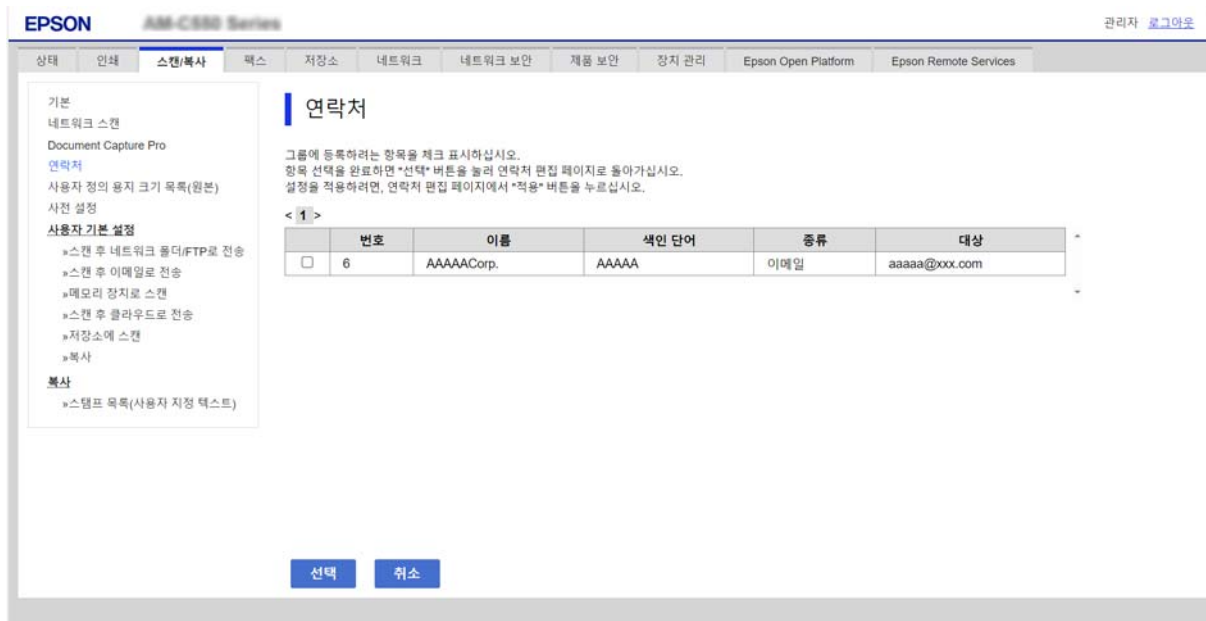 EPSON
AM-C550 Series
관리자 로그아웃
상태 인쇄 스캔/복사 팩스 저장소 네트워크 네트워크 보안 제품 보안 장치 관리 Epson Open Platform Epson Remote Services
기본
네트워크 스캔
Document Capture Pro
연락처
사용자 정의 용지 크기 목록(원본)
사전 설정
사용자 기본 설정
»스캔 후 네트워크 폴더/FTP로 전송
»스캔 후 이메일로 전송
»메모리 장치로 스캔
»스캔 후 클라우드로 전송
»저장소에 스캔
»복사
복사
»스탬프 목록(사용자 지정 텍스트)
연락처
그룹에 등록하려는 항목을 체크 표시하십시오.
항목 선택을 완료하면 "선택" 버튼을 눌러 연락처 편집 페이지로 돌아가십시오.
설정을 적용하려면, 연락처 편집 페이지에서 "적용" 버튼을 누르십시오.
< 1 >
번호 이름 색인 단어 종류 대상
6 AAAAACorp. AAAAA 이메일 aaaaa@xxx.com
선택 취소